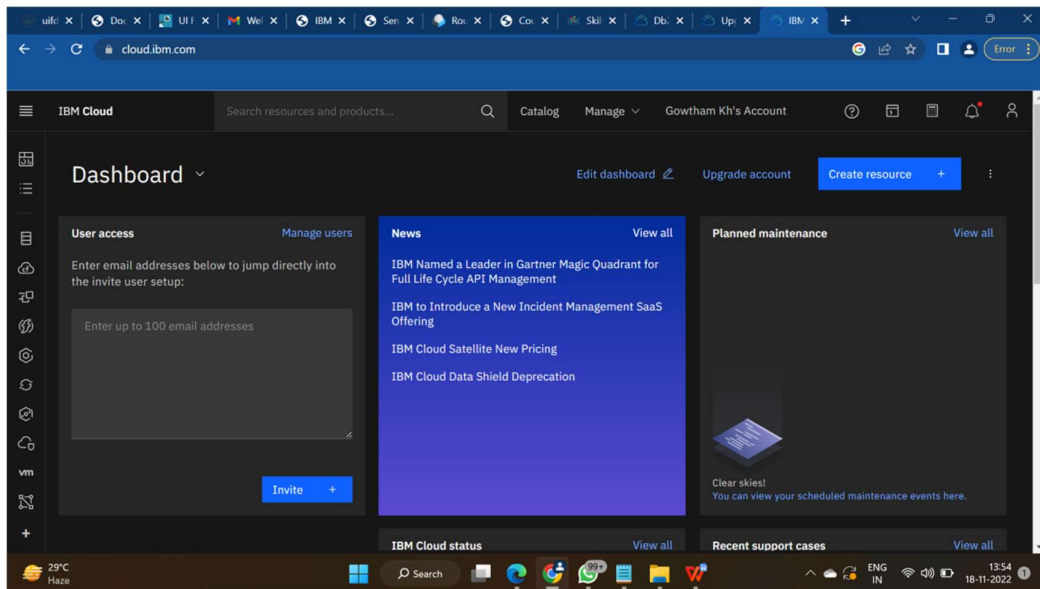 uifd
Doc
UI F
Wel
IBM
Sen
Rou
Cou
Skil
Db2
Upg
IBM
cloud.ibm.com
Error
IBM Cloud
Search resources and products...
Catalog
Manage
Gowtham Kh's Account
Dashboard
Edit dashboard
Upgrade account
Create resource +
User access
Manage users
Enter email addresses below to jump directly into
the invite user setup:
Enter up to 100 email addresses
Invite +
News
View all
IBM Named a Leader in Gartner Magic Quadrant for
Full Life Cycle API Management
IBM to Introduce a New Incident Management SaaS
Offering
IBM Cloud Satellite New Pricing
IBM Cloud Data Shield Deprecation
Planned maintenance
View all
Clear skies!
You can view your scheduled maintenance events here.
vm
IBM Cloud status
View all
Recent support cases
View all
29°C
Haze
Search
99+
ENG
IN
13:54
18-11-2022
1